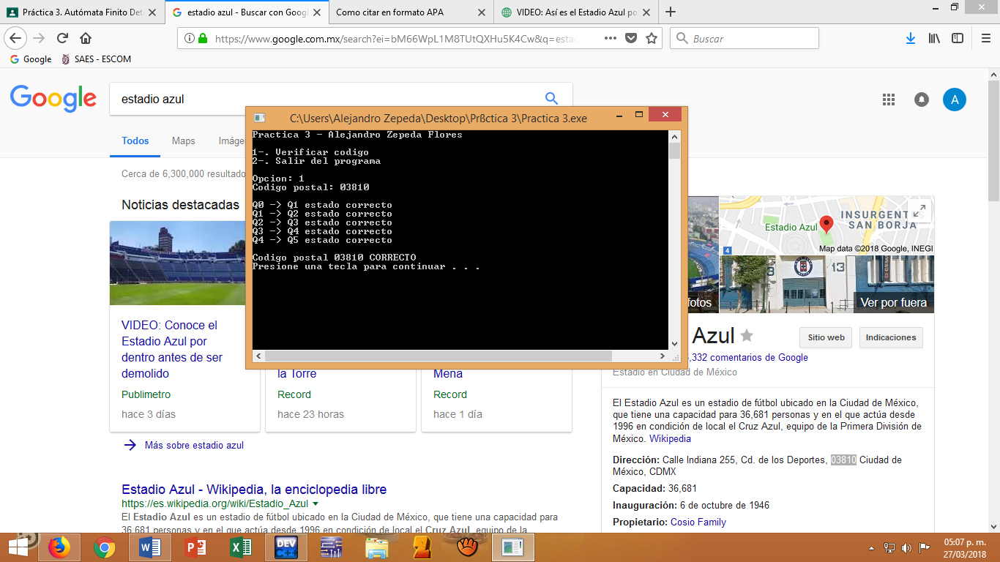 Práctica 3. Autómata Finito Det
estadio azul - Buscar con Googl
Como citar en formato APA
VIDEO: Así es el Estadio Azul po
https://www.google.com.mx/search?ei=bM66WpL1M8TUtQXHu5K4Cw&q=esta
Buscar
Google
SAES - ESCOM
Google
estadio azul
A
Todos
Maps
Imáge
Cerca de 6,300,000 resultado
Noticias destacadas
VIDEO: Conoce el
Estadio Azul por
dentro antes de ser
demolido
Publimetro
hace 3 días
la Torre
Record
hace 23 horas
Mena
Record
hace 1 día
Más sobre estadio azul
Estadio Azul - Wikipedia, la enciclopedia libre
https://es.wikipedia.org/wiki/Estadio_Azul
El Estadio Azul es un estadio de fútbol ubicado en la Ciudad de México, que tiene una capacidad para
36,681 personas y en el que actúa desde 1996 en condición de local el Cruz Azul, equipo de la
C:\Users\Alejandro Zepeda\Desktop\Prßctica 3\Practica 3.exe
Practica 3 - Alejandro Zepeda Flores
1-. Verificar codigo
2-. Salir del programa
Opcion: 1
Codigo postal: 03810
Q0 -> Q1 estado correcto
Q1 -> Q2 estado correcto
Q2 -> Q3 estado correcto
Q3 -> Q4 estado correcto
Q4 -> Q5 estado correcto
Codigo postal 03810 CORRECTO
Presione una tecla para continuar . . .
Estadio Azul
INSURGENT
SAN BORJA
4
Map data ©2018 Google, INEGI
fotos
13
Ver por fuera
Azul
Sitio web
Indicaciones
,332 comentarios de Google
Estadio en Ciudad de México
El Estadio Azul es un estadio de fútbol ubicado en la Ciudad de México,
que tiene una capacidad para 36,681 personas y en el que actúa desde
1996 en condición de local el Cruz Azul, equipo de la Primera División de
México. Wikipedia
Dirección: Calle Indiana 255, Cd. de los Deportes, 03810 Ciudad de
México, CDMX
Capacidad: 36,681
Inauguración: 6 de octubre de 1946
Propietario: Cosio Family
DEV
C++
05:07 p. m.
27/03/2018